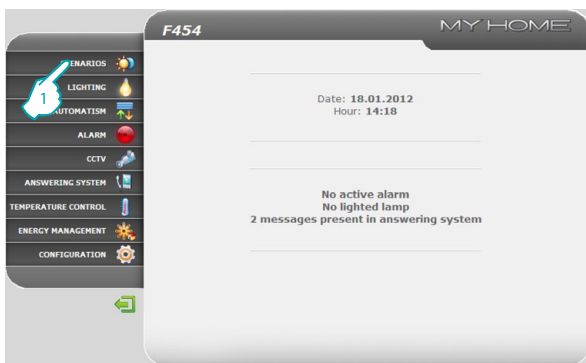 F454
MY HOME
ENARIOS
LIGHTING
1
AUTOMATISM
ALARM
CCTV
ANSWERING SYSTEM
TEMPERATURE CONTROL
ENERGY MANAGEMENT
CONFIGURATION
Date: 18.01.2012
Hour: 14:18
No active alarm
No lighted lamp
2 messages present in answering system